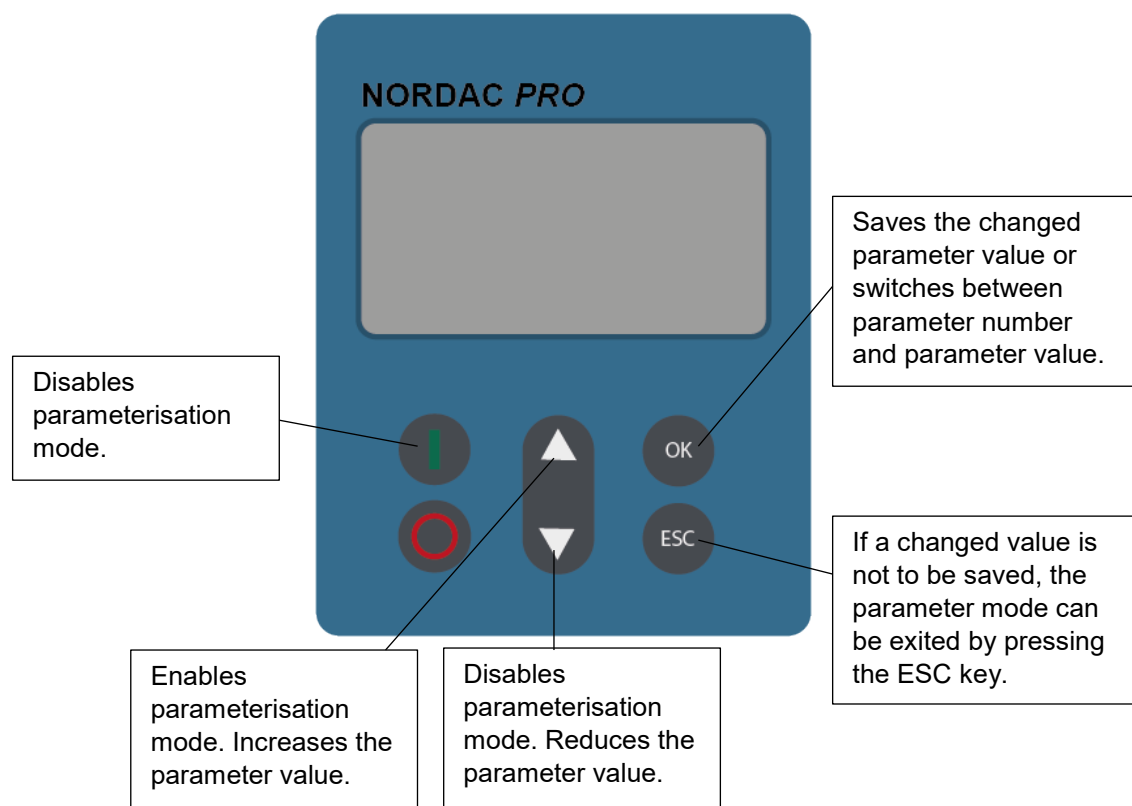 NORDAC PRO
Saves the changed
parameter value or
switches between
parameter number
and parameter value.
Disables
parameterisation
mode.
OK
ESC
If a changed value is
not to be saved, the
parameter mode can
be exited by pressing
the ESC key.
Enables
parameterisation
mode. Increases the
parameter value.
Disables
parameterisation
mode. Reduces the
parameter value.